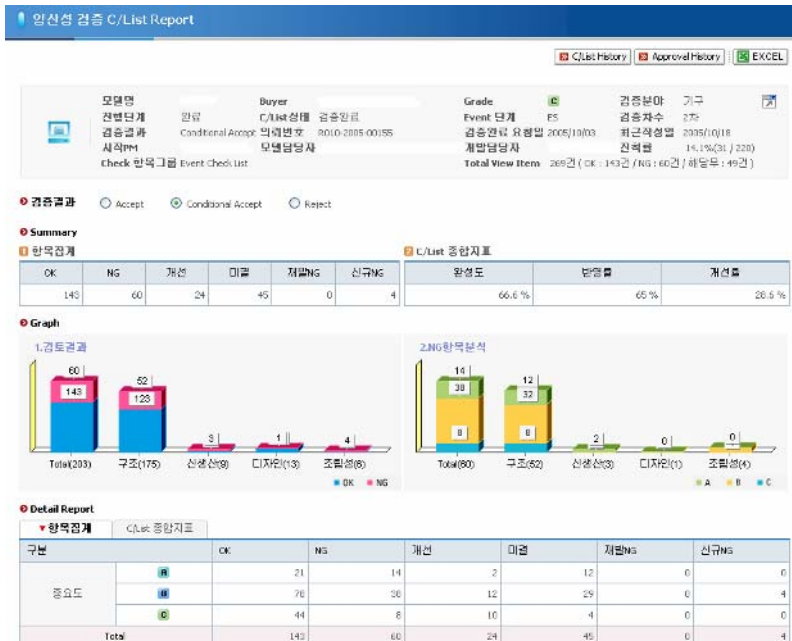 양산성 검증 C/List Report
C/List History Approval History EXCEL
모델명 Buyer Grade C 검증분야 기구
진행단계 완료 C/List상태 검증완료 Event 단계 ES 검증차수 2차
검증결과 Conditional Accept 의뢰번호 R010-2005-00155 검증완료 요청일 2005/10/03 최근작성일 2005/10/18
시작PM 모델담당자 개발담당자 진척률 14.1%(31 / 220)
Check 항목그룹 Event Check List Total View Item 269건 ( OK : 143건 / NG : 60건 / 해당무 : 49건 )
검증결과 Accept Conditional Accept Reject
Summary
1 항목집계 2 C/List 종합지표
OK NG 개선 미결 재발NG 신규NG 완성도 반영률 개선률
143 60 24 45 0 4 66.6 % 65 % 28.5 %
Graph
1.검토결과 2.NG항목분석
60 52 3 1 4 14 12 2 0 0
143 123 38 32
8 8
Total(203) 구조(175) 신생산(9) 디자인(13) 조립성(6) Total(60) 구조(52) 신생산(3) 디자인(1) 조립성(4)
OK NG A B C
Detail Report
항목집계 C/List 종합지표
구분 OK NG 개선 미결 재발NG 신규NG
중요도
A 21 14 2 12 0 0
B 78 38 12 29 0 4
C 44 8 10 4 0 0
Total 143 60 24 45 0 4